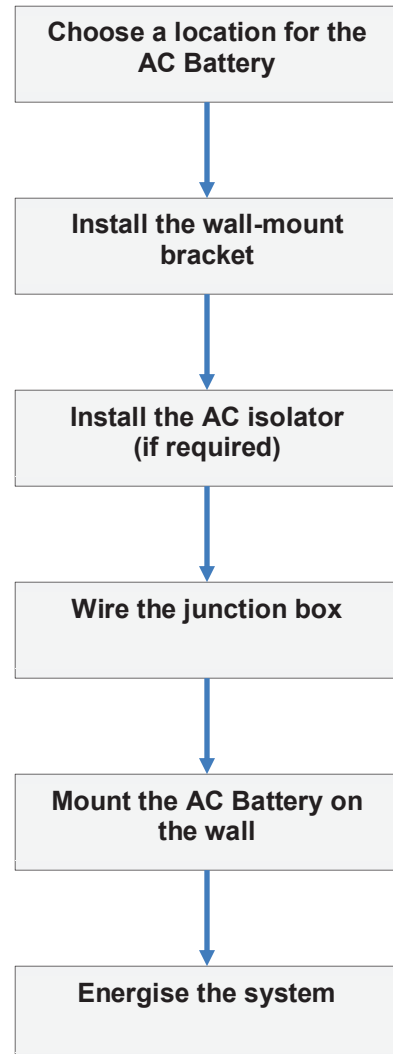 Choose a location for the
AC Battery
Install the wall-mount
bracket
Install the AC isolator
(if required)
Wire the junction box
Mount the AC Battery on
the wall
Energise the system